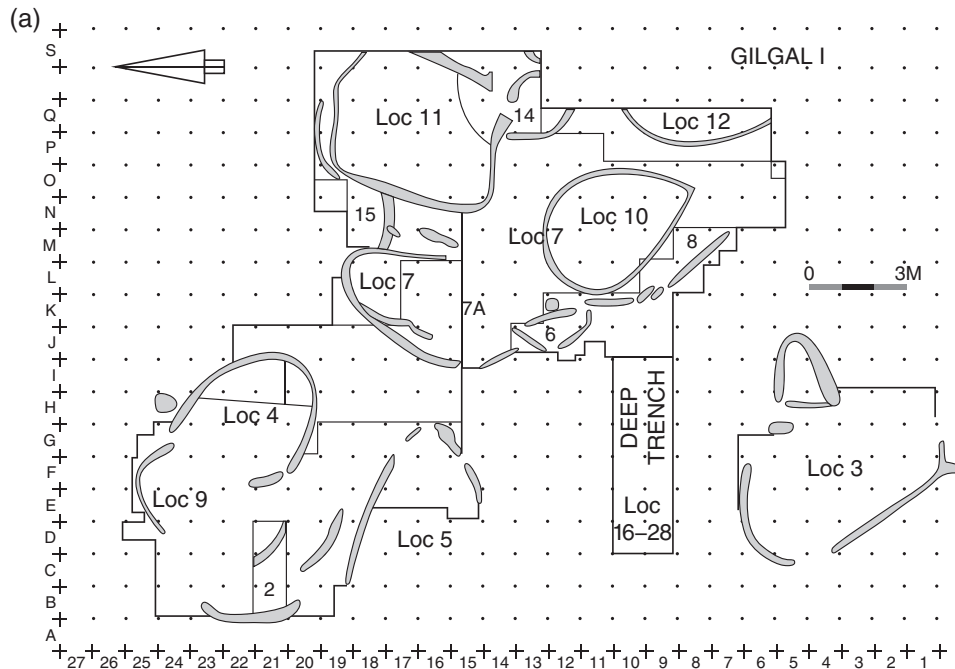 (a)
GILGAL I
S
Q
P
O
N
M
L
K
J
I
H
G
F
E
D
C
B
A
Loc 11
14
Loc 12
15
Loc 10
Loc 7
8
Loc 7
0 3M
7A
6
Loc 4
DEEP
TRENCH
Loc 3
Loc 9
Loc
16–28
Loc 5
2
27 26 25 24 23 22 21 20 19 18 17 16 15 14 13 12 11 10 9 8 7 6 5 4 3 2 1